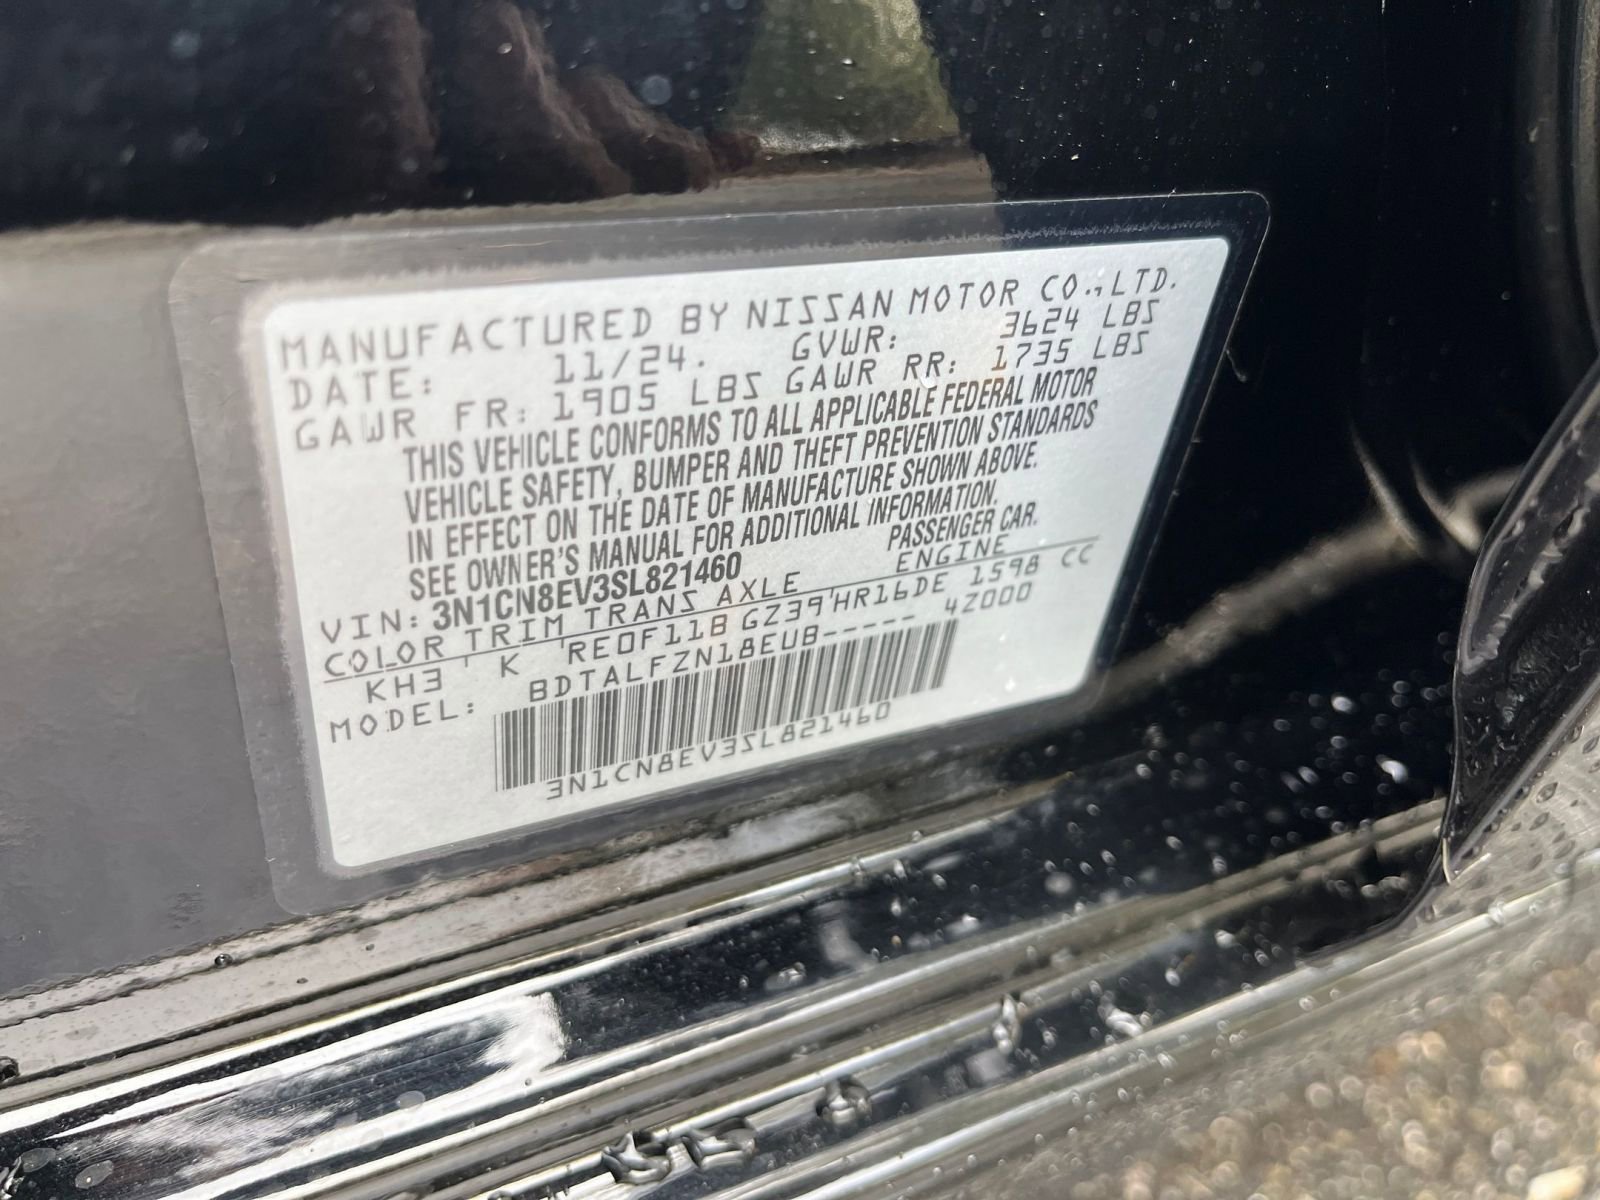 MANUFACTURED BY NISSAN MOTOR CO.,LTD.
DATE: 11/24. GVWR: 3624 LBS
GAWR FR: 1905 LBS GAWR RR: 1735 LBS
THIS VEHICLE CONFORMS TO ALL APPLICABLE FEDERAL MOTOR
VEHICLE SAFETY, BUMPER AND THEFT PREVENTION STANDARDS
IN EFFECT ON THE DATE OF MANUFACTURE SHOWN ABOVE.
SEE OWNER'S MANUAL FOR ADDITIONAL INFORMATION.
VIN: 3N1CN8EV3SL821460 PASSENGER CAR.
COLOR TRIM TRANS AXLE ENGINE
KH3 ' K ' RE0F11B GZ39'HR16DE 1598 CC
MODEL: BDTALFZN18EUB----- 4Z000
3N1CN8EV3SL821460